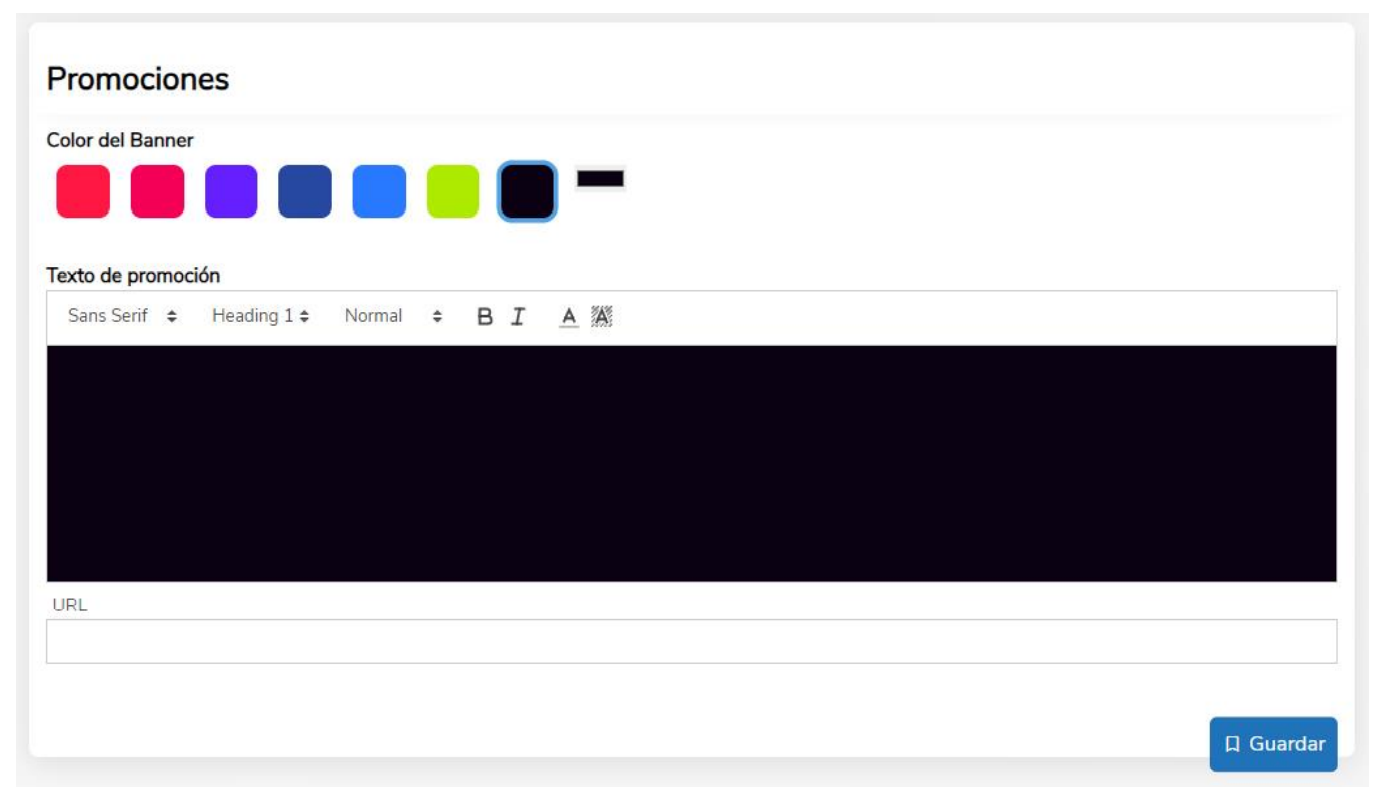 Promociones
Color del Banner
Texto de promoción
Sans Serif Heading 1 Normal B I A A
URL
Guardar